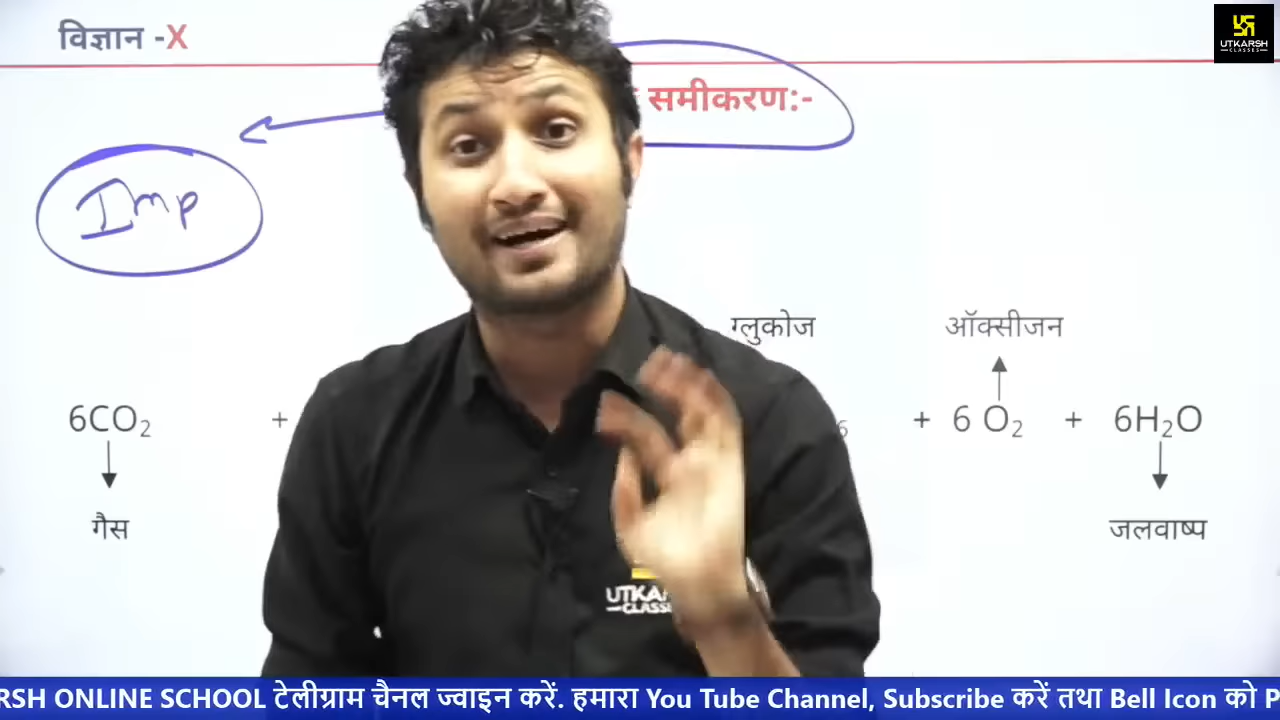 विज्ञान -X
UTKARSH
CLASSES
समीकरण:-
Imp
ग्लुकोज
ऑक्सीजन
6CO₂ + + 6 O₂ + 6H₂O
गैस
जलवाष्प
ONLINE SCHOOL टेलीग्राम चैनल ज्वाइन करें. हमारा You Tube Channel, Subscribe करें तथा Bell Icon को